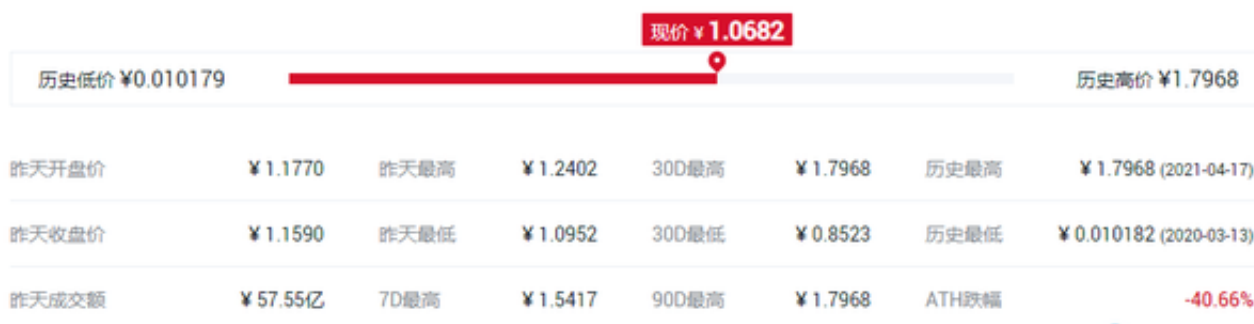 现价 ¥ 1.0682
历史低价 ¥0.010179 历史高价 ¥1.7968
昨天开盘价 ¥ 1.1770 昨天最高 ¥ 1.2402 30D最高 ¥ 1.7968 历史最高 ¥ 1.7968 (2021-04-17)
昨天收盘价 ¥ 1.1590 昨天最低 ¥ 1.0952 30D最低 ¥ 0.8523 历史最低 ¥ 0.010182 (2020-03-13)
昨天成交额 ¥ 57.55亿 7D最高 ¥ 1.5417 90D最高 ¥ 1.7968 ATH跌幅 -40.66%